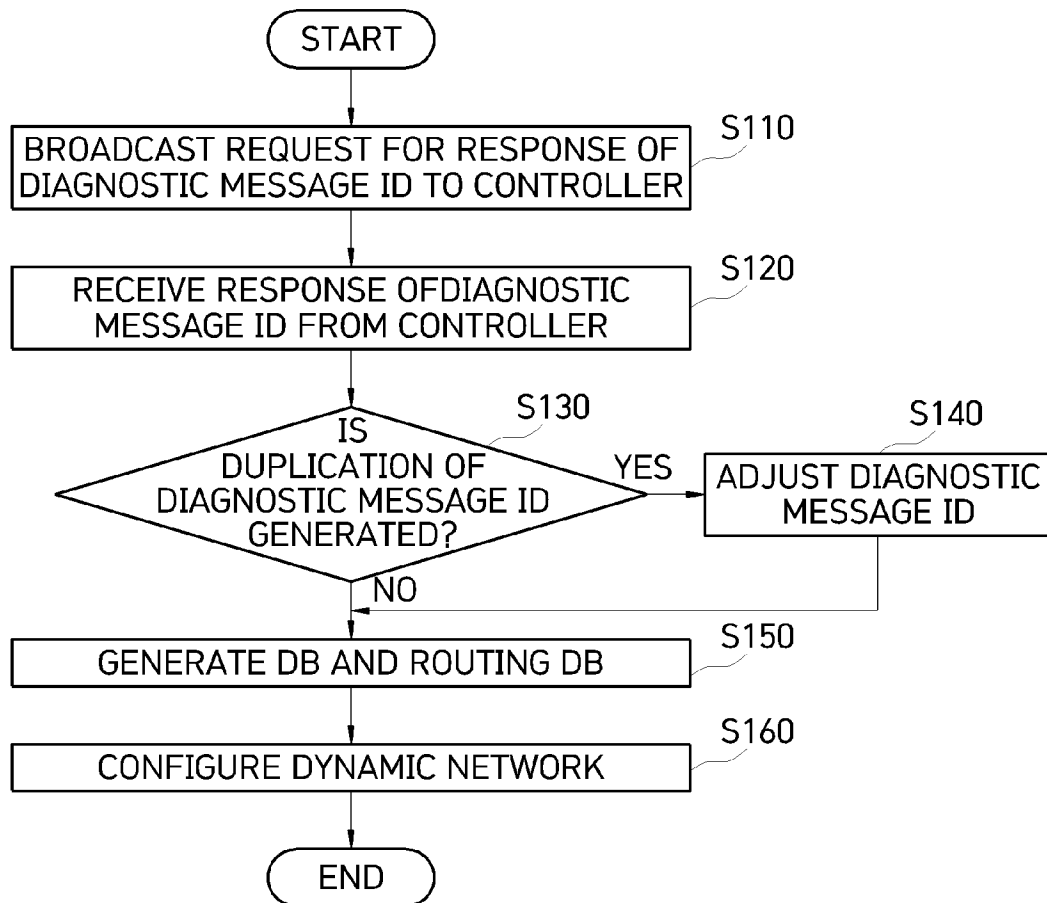 START
S110
BROADCAST REQUEST FOR RESPONSE OF
DIAGNOSTIC MESSAGE ID TO CONTROLLER
S120
RECEIVE RESPONSE OFDIAGNOSTIC
MESSAGE ID FROM CONTROLLER
S130
IS
DUPLICATION OF
DIAGNOSTIC MESSAGE ID
GENERATED?
YES
S140
ADJUST DIAGNOSTIC
MESSAGE ID
NO
S150
GENERATE DB AND ROUTING DB
S160
CONFIGURE DYNAMIC NETWORK
END